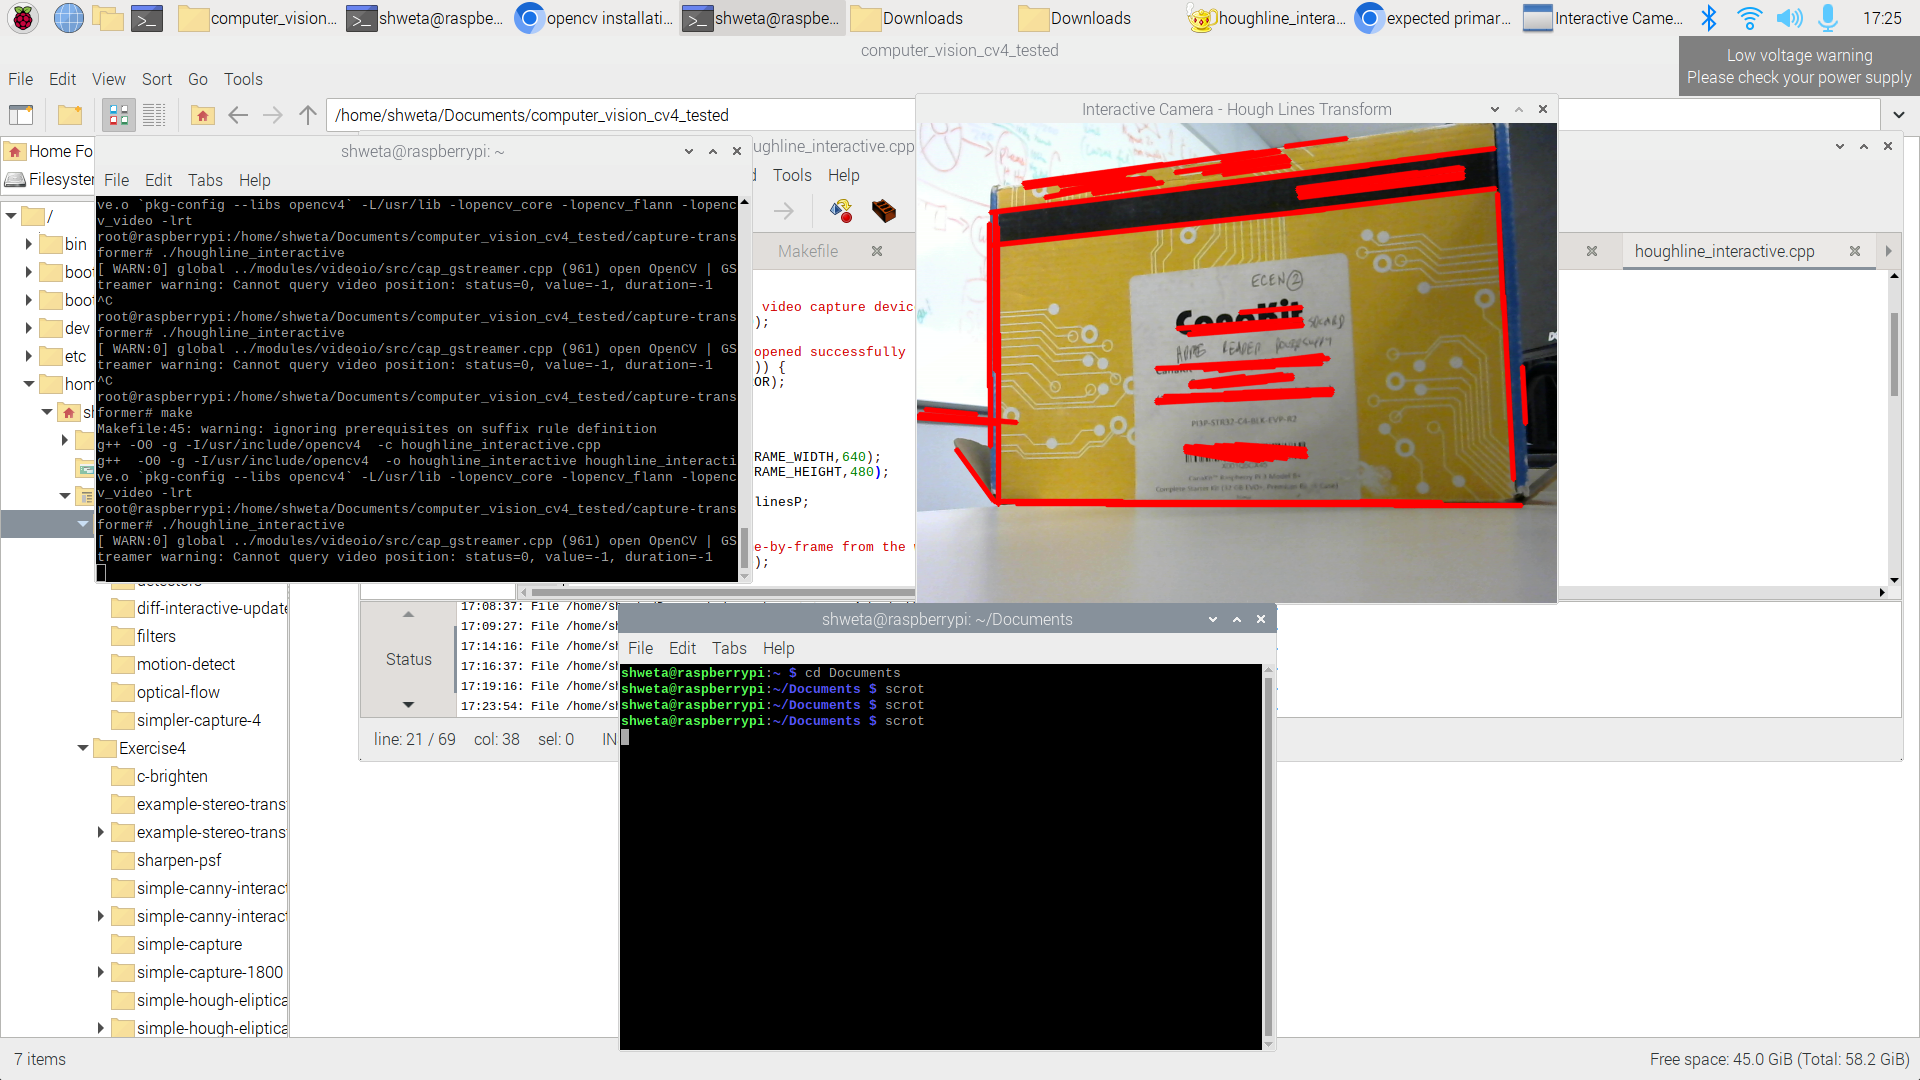 computer_vision...
shweta@raspbe...
opencv installati...
shweta@raspbe...
Downloads
Downloads
houghline_intera...
expected primar...
Interactive Came...
17:25
computer_vision_cv4_tested
Low voltage warning
Please check your power supply
File Edit View Sort Go Tools
/home/shweta/Documents/computer_vision_cv4_tested
Home Fo
Filesyster
/
bin
boo
boo
dev
etc
hom
sh
detectors
diff-interactive-update
filters
motion-detect
optical-flow
simpler-capture-4
Exercise4
c-brighten
example-stereo-trans
example-stereo-trans
sharpen-psf
simple-canny-interact
simple-canny-interact
simple-capture
simple-capture-1800
simple-hough-eliptica
simple-hough-eliptica
7 items
Free space: 45.0 GiB (Total: 58.2 GiB)
shweta@raspberrypi: ~
File Edit Tabs Help
ve.o `pkg-config --libs opencv4` -L/usr/lib -lopencv_core -lopencv_flann -lopenc
v_video -lrt
root@raspberrypi:/home/shweta/Documents/computer_vision_cv4_tested/capture-trans
former# ./houghline_interactive
[ WARN:0] global ../modules/videoio/src/cap_gstreamer.cpp (961) open OpenCV | GS
treamer warning: Cannot query video position: status=0, value=-1, duration=-1
^C
root@raspberrypi:/home/shweta/Documents/computer_vision_cv4_tested/capture-trans
former# ./houghline_interactive
[ WARN:0] global ../modules/videoio/src/cap_gstreamer.cpp (961) open OpenCV | GS
treamer warning: Cannot query video position: status=0, value=-1, duration=-1
^C
root@raspberrypi:/home/shweta/Documents/computer_vision_cv4_tested/capture-trans
former# make
Makefile:45: warning: ignoring prerequisites on suffix rule definition
g++ -O0 -g -I/usr/include/opencv4  -c houghline_interactive.cpp
g++  -O0 -g -I/usr/include/opencv4  -o houghline_interactive houghline_interacti
ve.o `pkg-config --libs opencv4` -L/usr/lib -lopencv_core -lopencv_flann -lopenc
v_video -lrt
root@raspberrypi:/home/shweta/Documents/computer_vision_cv4_tested/capture-trans
former# ./houghline_interactive
[ WARN:0] global ../modules/videoio/src/cap_gstreamer.cpp (961) open OpenCV | GS
treamer warning: Cannot query video position: status=0, value=-1, duration=-1
ughline_interactive.cpp
d Tools Help
Makefile
houghline_interactive.cpp
video capture devic
);
opened successfully
)) {
OR);
RAME_WIDTH,640);
RAME_HEIGHT,480);
linesP;
e-by-frame from the
);
Status
17:08:37: File /home/sh
17:09:27: File /home/sh
17:14:16: File /home/sh
17:16:37: File /home/sh
17:19:16: File /home/sh
17:23:54: File /home/sh
line: 21 / 69 col: 38 sel: 0 IN
Interactive Camera - Hough Lines Transform
ECEN 2
CanaKit
SDCARD
READER
PI3P-STR32-C4-BLK-EVP-R2
shweta@raspberrypi: ~/Documents
File Edit Tabs Help
shweta@raspberrypi:~ $ cd Documents
shweta@raspberrypi:~/Documents $ scrot
shweta@raspberrypi:~/Documents $ scrot
shweta@raspberrypi:~/Documents $ scrot